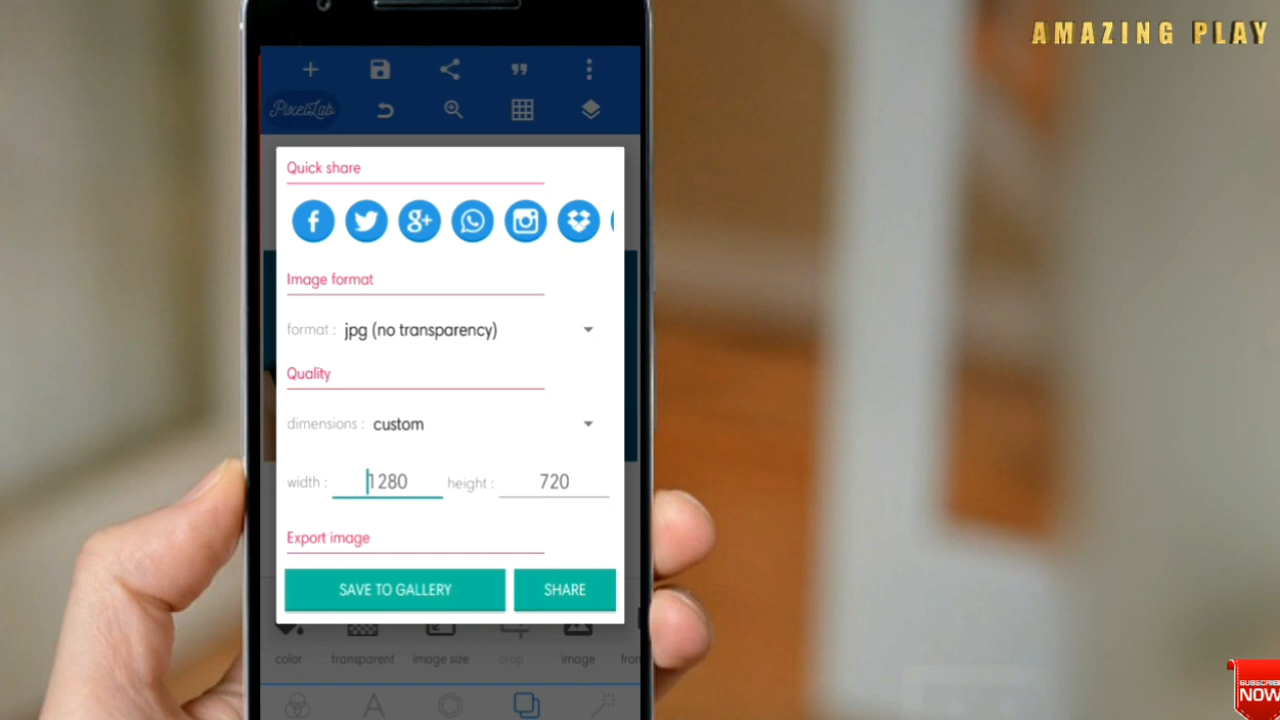 AMAZING PLAY
PixelLab
Quick share
Image format
format : jpg (no transparency)
Quality
dimensions : custom
width : 1280 height : 720
Export image
SAVE TO GALLERY SHARE
color transparent image size crop image
SUBSCRIBE
NOW